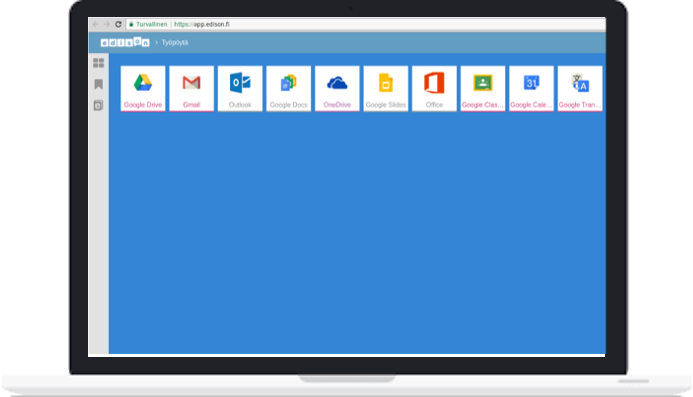 Turvallinen | https://app.edison.fi
edison › Työpöytä
Google Drive
Gmail
Outlook
Google Docs
OneDrive
Google Slides
Office
Google Clas...
Google Cale...
31
Google Tran...
A